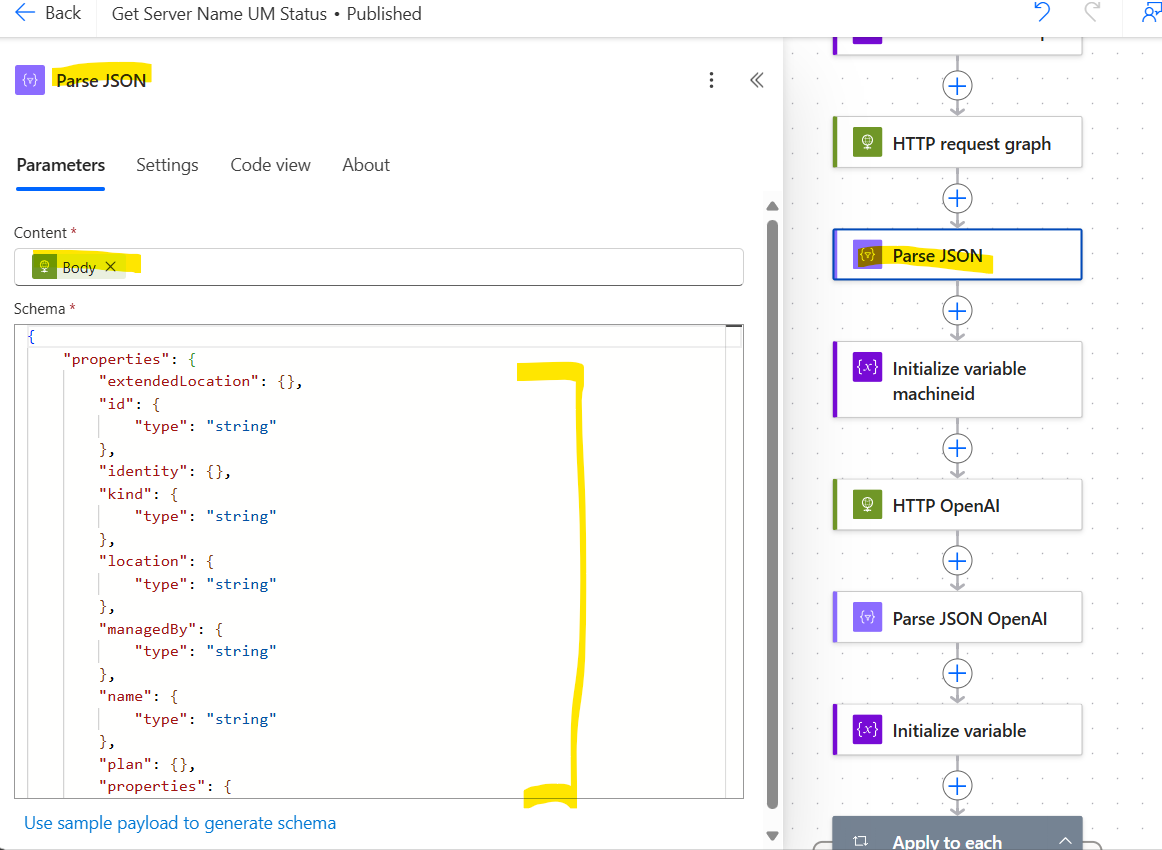 Back
Get Server Name UM Status • Published
Parse JSON
Parameters
Settings
Code view
About
Content *
Body
Schema *
{
"properties": {
"extendedLocation": {},
"id": {
"type": "string"
},
"identity": {},
"kind": {
"type": "string"
},
"location": {
"type": "string"
},
"managedBy": {
"type": "string"
},
"name": {
"type": "string"
},
"plan": {},
"properties": {
Use sample payload to generate schema
HTTP request graph
Parse JSON
Initialize variable
machineid
HTTP OpenAI
Parse JSON OpenAI
Initialize variable
Apply to each